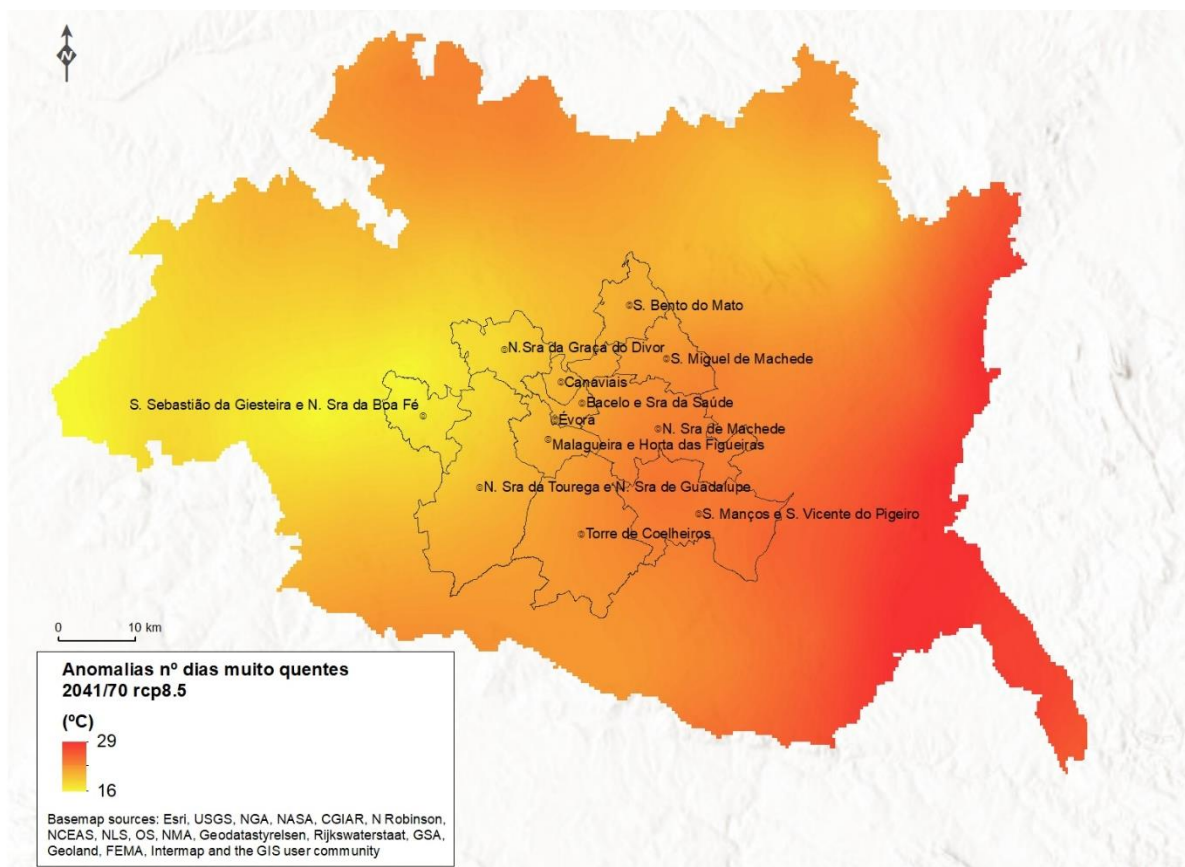 N
S. Bento do Mato
N.Sra da Graça do Divor
S. Miguel de Machede
Canaviais
S. Sebastião da Giesteira e N. Sra da Boa Fé
Bacelo e Sra da Saúde
Évora
N. Sra de Machede
Malagueira e Horta das Figueiras
N. Sra da Tourega e N. Sra de Guadalupe
S. Manços e S. Vicente do Pigeiro
Torre de Coelheiros
0 10 km
Anomalias nº dias muito quentes
2041/70 rcp8.5
(ºC)
29
16
Basemap sources: Esri, USGS, NGA, NASA, CGIAR, N Robinson,
NCEAS, NLS, OS, NMA, Geodatastyrelsen, Rijkswaterstaat, GSA,
Geoland, FEMA, Intermap and the GIS user community